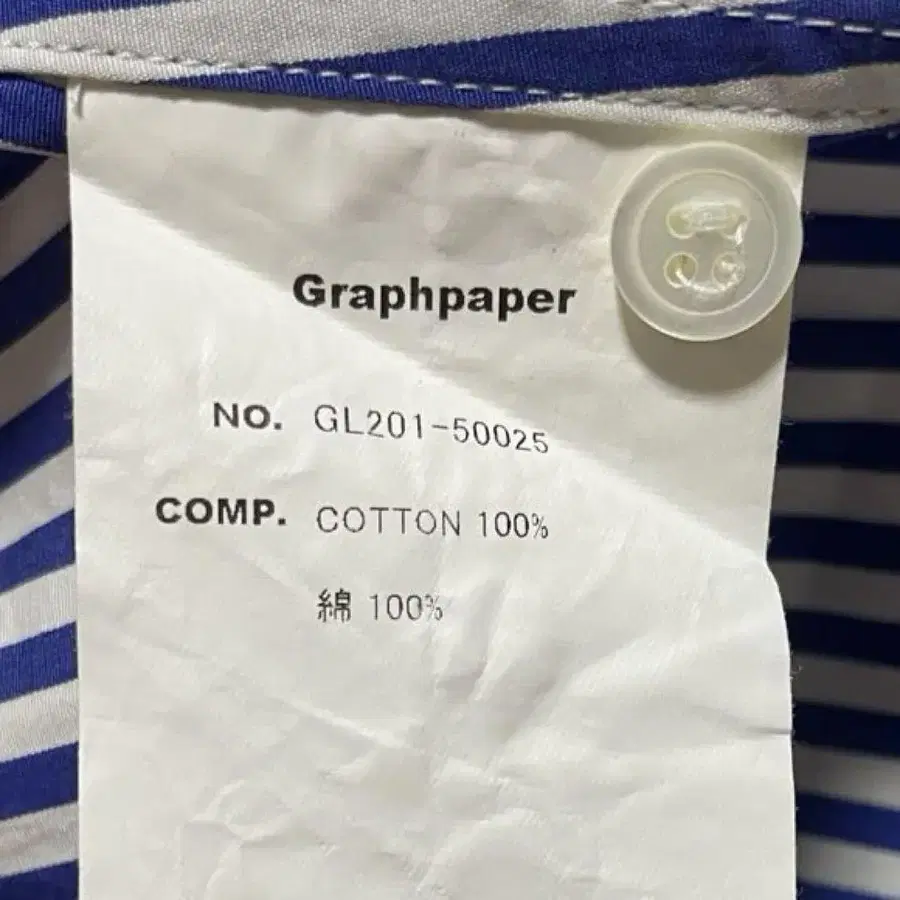 Graphpaper
NO. GL201-50025
COMP. COTTON 100%
綿 100%